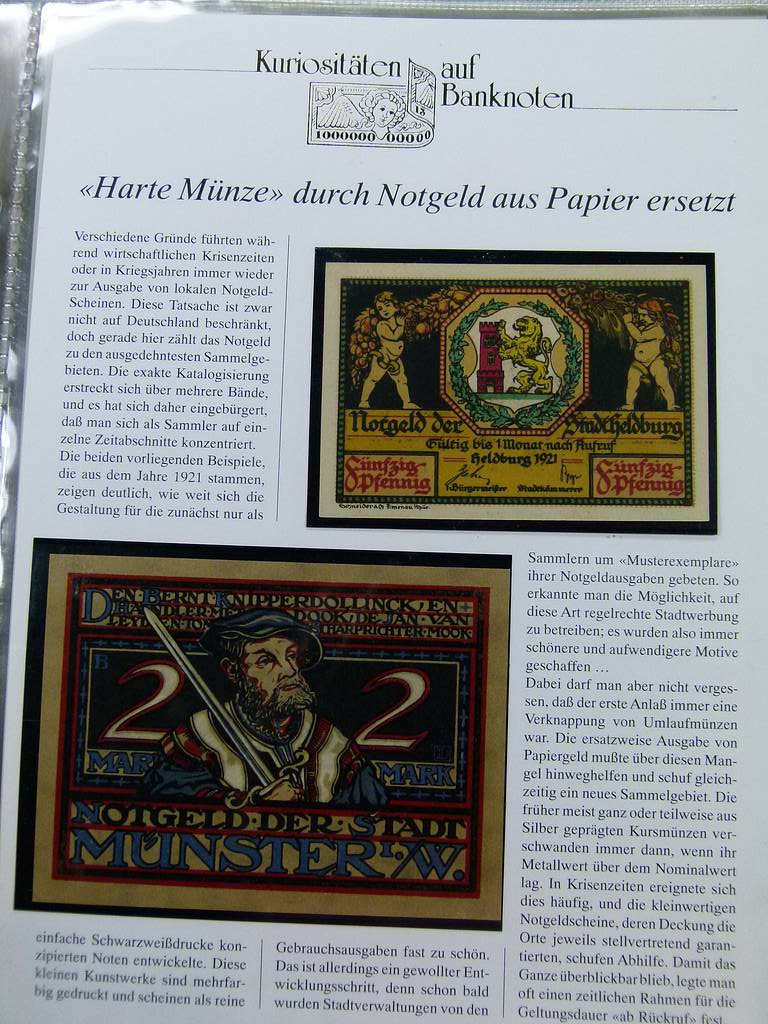 Kuriositäten auf
Banknoten
13
1000000 00000
«Harte Münze» durch Notgeld aus Papier ersetzt
Verschiedene Gründe führten wäh-
rend wirtschaftlichen Krisenzeiten
oder in Kriegsjahren immer wieder
zur Ausgabe von lokalen Notgeld-
Scheinen. Diese Tatsache ist zwar
nicht auf Deutschland beschränkt,
doch gerade hier zählt das Notgeld
zu den ausgedehntesten Sammelge-
bieten. Die exakte Katalogisierung
erstreckt sich über mehrere Bände,
und es hat sich daher eingebürgert,
daß man sich als Sammler auf ein-
zelne Zeitabschnitte konzentriert.
Die beiden vorliegenden Beispiele,
die aus dem Jahre 1921 stammen,
zeigen deutlich, wie weit sich die
Gestaltung für die zunächst nur als
Notgeld der Stadt Heldburg
Gültig bis 1 Monat nach Aufruf
Heldburg 1921
Fünfzig
Pfennig
1. Bürgermeister Stadtkämmerer
Fünfzig
Pfennig
DEN BERNT KNIPPERDOLLINCK, EN
HANDLER
LEYDEN SCHARPRICHTER MOOK
DOOK, DE JAN VAN
B
2 2
MARK MARK
NOTGELD·DER·STADT
MÜNSTER I./W.
einfache Schwarzweißdrucke kon-
zipierten Noten entwickelte. Diese
kleinen Kunstwerke sind mehrfar-
big gedruckt und scheinen als reine
Gebrauchsausgaben fast zu schön.
Das ist allerdings ein gewollter Ent-
wicklungsschritt, denn schon bald
wurden Stadtverwaltungen von den
Sammlern um «Musterexemplare»
ihrer Notgeldausgaben gebeten. So
erkannte man die Möglichkeit, auf
diese Art regelrechte Stadtwerbung
zu betreiben; es wurden also immer
schönere und aufwendigere Motive
geschaffen ...
Dabei darf man aber nicht verges-
sen, daß der erste Anlaß immer eine
Verknappung von Umlaufmünzen
war. Die ersatzweise Ausgabe von
Papiergeld mußte über diesen Man-
gel hinweghelfen und schuf gleich-
zeitig ein neues Sammelgebiet. Die
früher meist ganz oder teilweise aus
Silber geprägten Kursmünzen ver-
schwanden immer dann, wenn ihr
Metallwert über dem Nominalwert
lag. In Krisenzeiten ereignete sich
dies häufig, und die kleinwertigen
Notgeldscheine, deren Deckung die
Orte jeweils stellvertretend garan-
tierten, schufen Abhilfe. Damit das
Ganze überblickbar blieb, legte man
oft einen zeitlichen Rahmen für die
Geltungsdauer «ab Rückruf» fest.